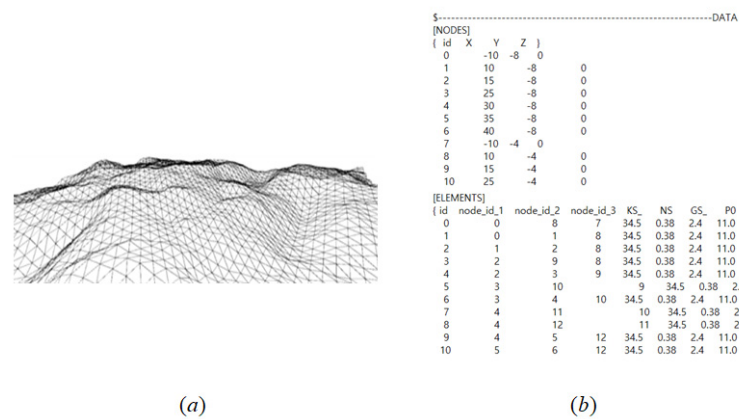 $-----------------------------------------------------------------DATA
[NODES]
{ id X Y Z }
0 -10 -8 0
1 10 -8 0
2 15 -8 0
3 25 -8 0
4 30 -8 0
5 35 -8 0
6 40 -8 0
7 -10 -4 0
8 10 -4 0
9 15 -4 0
10 25 -4 0
[ELEMENTS]
{ id node_id_1 node_id_2 node_id_3 KS_ NS GS_ P0
0 0 8 7 34.5 0.38 2.4 11.0
1 0 1 8 34.5 0.38 2.4 11.0
2 1 2 8 34.5 0.38 2.4 11.0
3 2 9 8 34.5 0.38 2.4 11.0
4 2 3 9 34.5 0.38 2.4 11.0
5 3 10 9 34.5 0.38 2.
6 3 4 10 34.5 0.38 2.4 11.0
7 4 11 10 34.5 0.38 2
8 4 12 11 34.5 0.38 2
9 4 5 12 34.5 0.38 2.4 11.0
10 5 6 12 34.5 0.38 2.4 11.0
(a) (b)